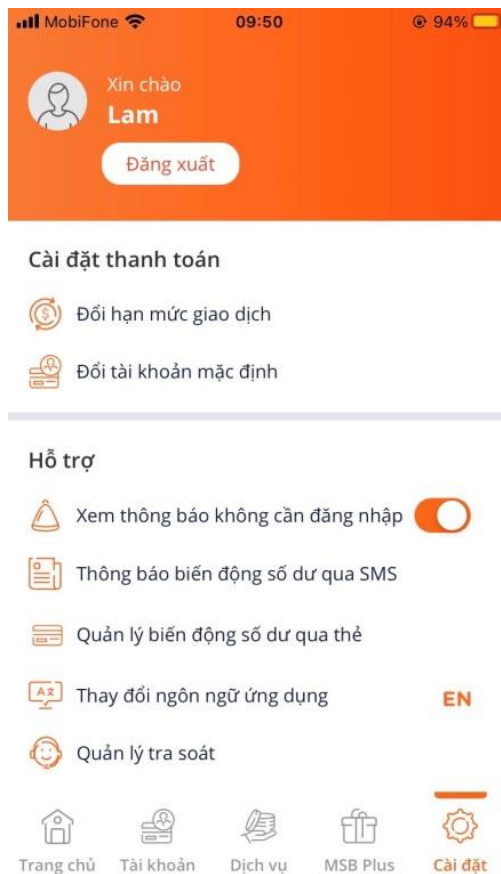 MobiFone 09:50 94%
Xin chào
Lam
Đăng xuất
Cài đặt thanh toán
Đổi hạn mức giao dịch
Đổi tài khoản mặc định
Hỗ trợ
Xem thông báo không cần đăng nhập
Thông báo biến động số dư qua SMS
Quản lý biến động số dư qua thẻ
Thay đổi ngôn ngữ ứng dụng EN
Quản lý tra soát
Trang chủ Tài khoản Dịch vụ MSB Plus Cài đặt